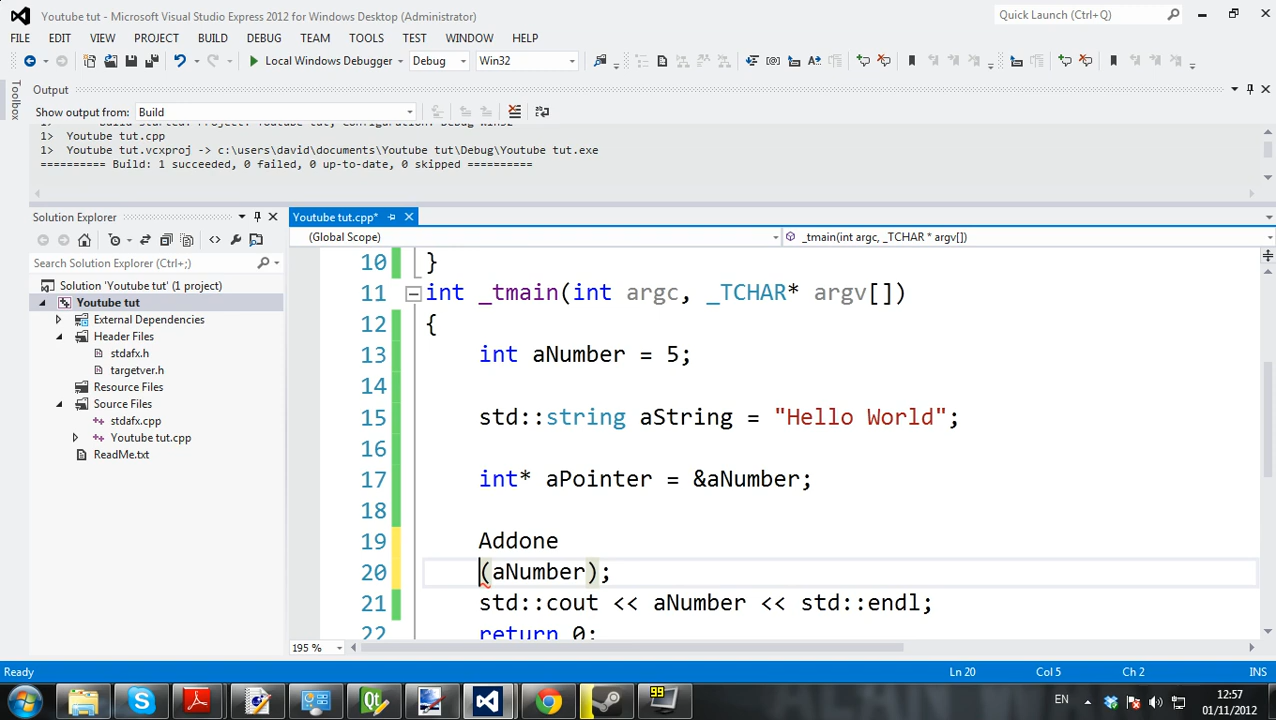 Youtube tut - Microsoft Visual Studio Express 2012 for Windows Desktop (Administrator)
Quick Launch (Ctrl+Q)
FILE EDIT VIEW PROJECT BUILD DEBUG TEAM TOOLS TEST WINDOW HELP
Local Windows Debugger Debug Win32
Toolbox
Output
Show output from: Build
1> Youtube tut.cpp
1> Youtube tut.vcxproj -> c:\users\david\documents\Youtube tut\Debug\Youtube tut.exe
========== Build: 1 succeeded, 0 failed, 0 up-to-date, 0 skipped ==========
Solution Explorer
Search Solution Explorer (Ctrl+;)
Solution 'Youtube tut' (1 project)
Youtube tut
External Dependencies
Header Files
stdafx.h
targetver.h
Resource Files
Source Files
stdafx.cpp
Youtube tut.cpp
ReadMe.txt
Youtube tut.cpp*
(Global Scope) _tmain(int argc, _TCHAR * argv[])
10 }
11 int _tmain(int argc, _TCHAR* argv[])
12 {
13 int aNumber = 5;
14
15 std::string aString = "Hello World";
16
17 int* aPointer = &aNumber;
18
19 Addone
20 (aNumber);
21 std::cout << aNumber << std::endl;
22 return 0;
195 %
Ready Ln 20 Col 5 Ch 2 INS
99
EN 12:57
01/11/2012